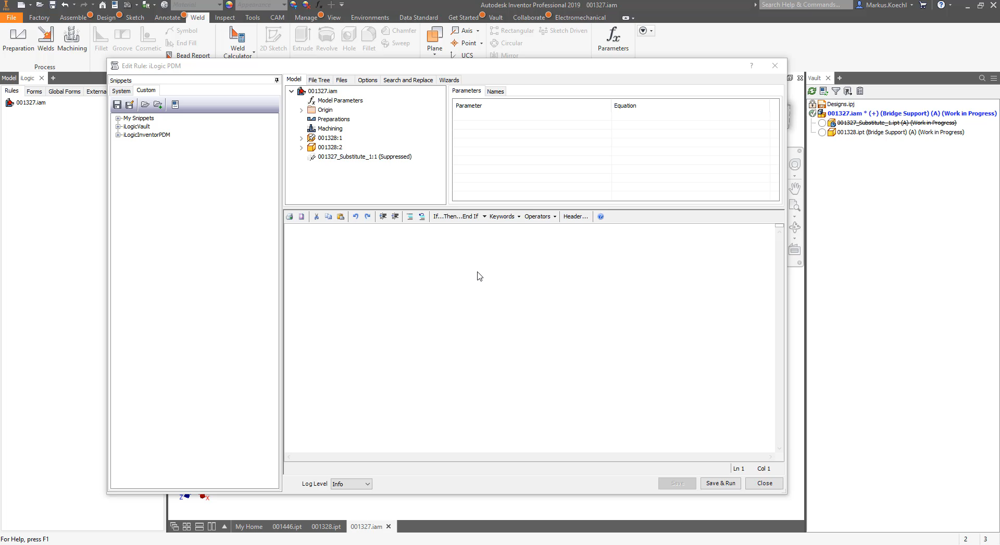 PRO
Material
Appearance
Autodesk Inventor Professional 2019 001327.iam
Search Help & Commands...
Markus.Koechl
File Factory Assemble Design Sketch Annotate Weld Inspect Tools CAM Manage View Environments Data Standard Get Started Vault Collaborate Electromechanical
Symbol
Axis
Rectangular
Sketch Driven
Chamfer
End Fill
Sweep
Point
Circular
Preparation Welds Machining Fillet Groove Cosmetic
Weld
Calculator
2D Sketch Extrude Revolve Hole Fillet
Plane
Parameters
Bead Report
UCS
Mirror
Process
Edit Rule: iLogic PDM
Model iLogic
Rules Forms Global Forms Externa
001327.iam
Snippets
System Custom
My Snippets
iLogicVault
iLogicInventorPDM
Model File Tree Files Options Search and Replace Wizards
001327.iam
Model Parameters
Origin
Preparations
Machining
001328:1
001328:2
001327_Substitute_1:1 (Suppressed)
Parameters Names
Parameter Equation
If...Then...End If Keywords Operators Header...
Ln 1 Col 1
Log Level Info Save Save & Run Close
Vault
Designs.ipj
001327.iam * (+) (Bridge Support) (A) (Work in Progress)
001327_Substitute_1.ipt (A) (Work in Progress)
001328.ipt (Bridge Support) (A) (Work in Progress)
Z X
My Home 001446.ipt 001328.ipt 001327.iam
For Help, press F1
2 3